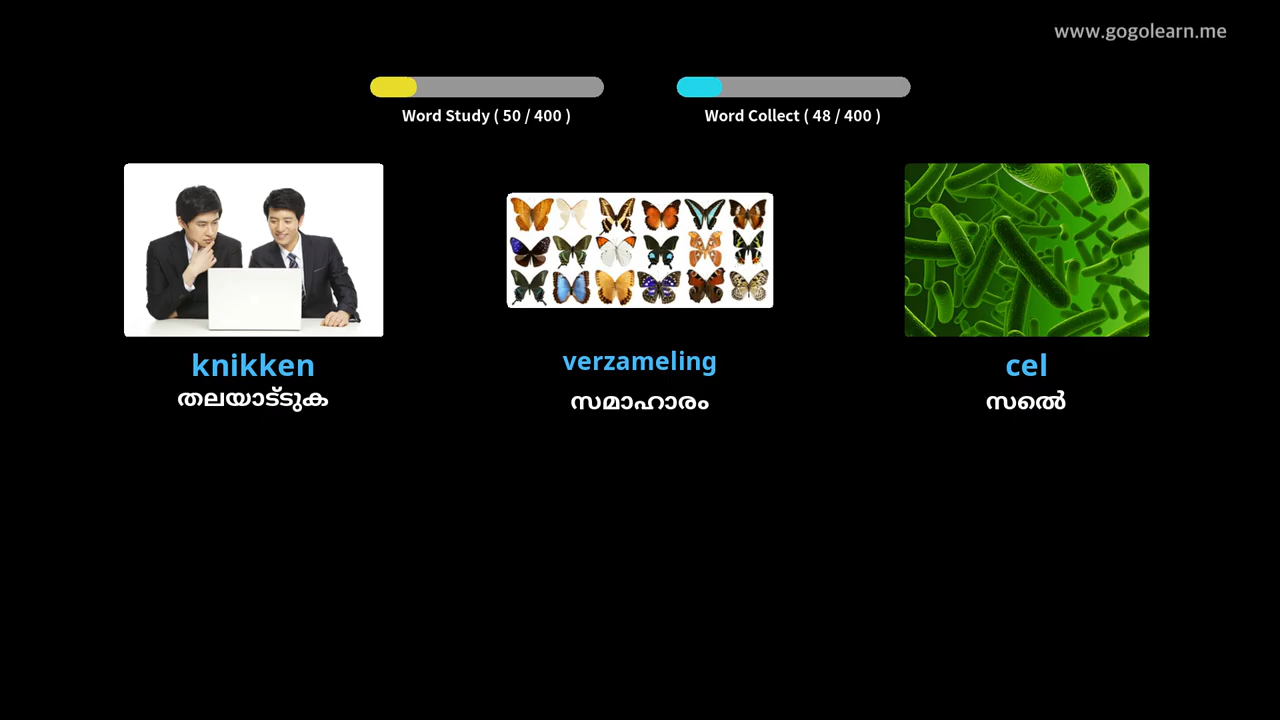 www.gogolearn.me
Word Study ( 50 / 400 )
Word Collect ( 48 / 400 )
knikken
verzameling
cel
തലയാട്ടുക
സമാഹാരം
സെൽ